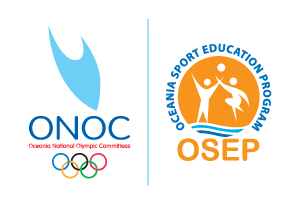 ONOC
Oceania National Olympic Committees
OCEANIA SPORT EDUCATION PROGRAM
OSEP